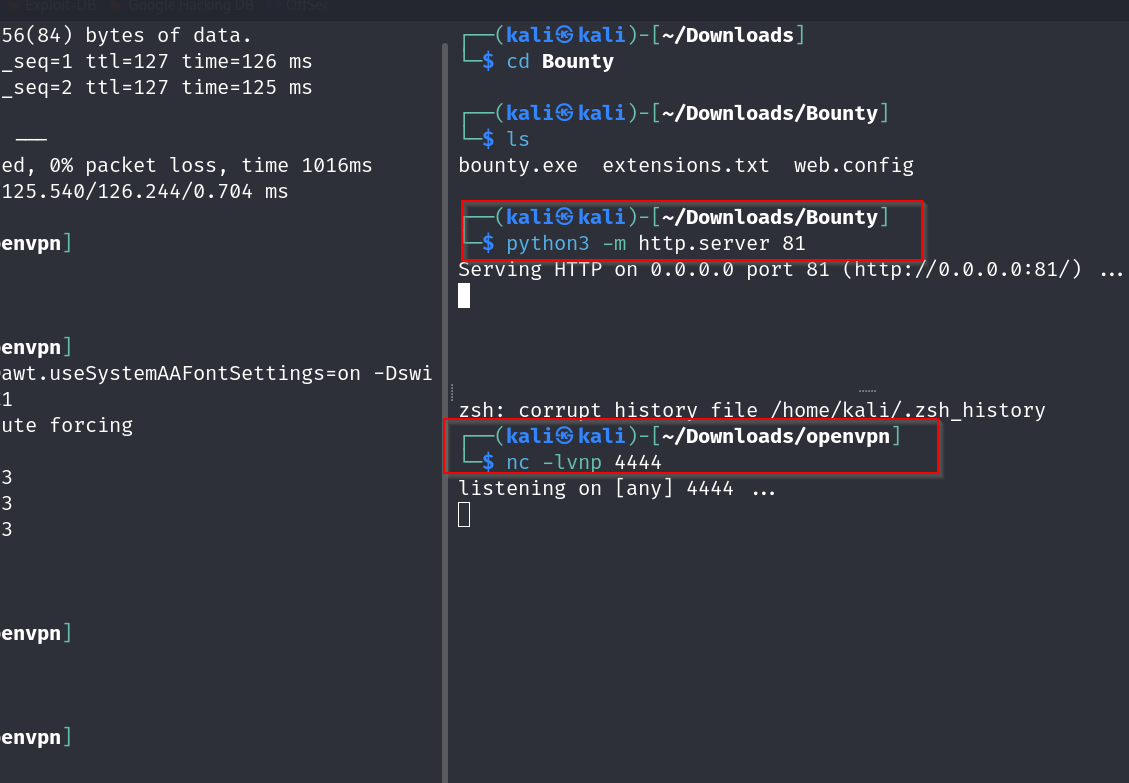 Exploit-DB Google Hacking DB OffSec
56(84) bytes of data.
_seq=1 ttl=127 time=126 ms
_seq=2 ttl=127 time=125 ms
___
ed, 0% packet loss, time 1016ms
125.540/126.244/0.704 ms
envpn]
envpn]
awt.useSystemAAFontSettings=on -Dswi
1
ute forcing
3
3
3
envpn]
envpn]
┌──(kali㉿kali)-[~/Downloads]
└─$ cd Bounty
┌──(kali㉿kali)-[~/Downloads/Bounty]
└─$ ls
bounty.exe  extensions.txt  web.config
┌──(kali㉿kali)-[~/Downloads/Bounty]
└─$ python3 -m http.server 81
Serving HTTP on 0.0.0.0 port 81 (http://0.0.0.0:81/) ...
zsh: corrupt history file /home/kali/.zsh_history
┌──(kali㉿kali)-[~/Downloads/openvpn]
└─$ nc -lvnp 4444
listening on [any] 4444 ...